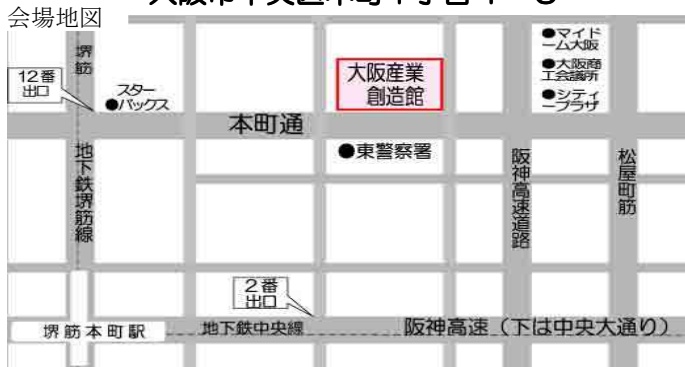 会場地図
堺筋
12番
出口
スター
●バックス
大阪産業
創造館
●マイド
ーム大阪
●大阪商
工会議所
●シティ
ープラザ
本町通
●東警察署
地下鉄堺筋線
阪神高速道路
松屋町筋
2番
出口
堺筋本町駅
地下鉄中央線
阪神高速（下は中央大通り）